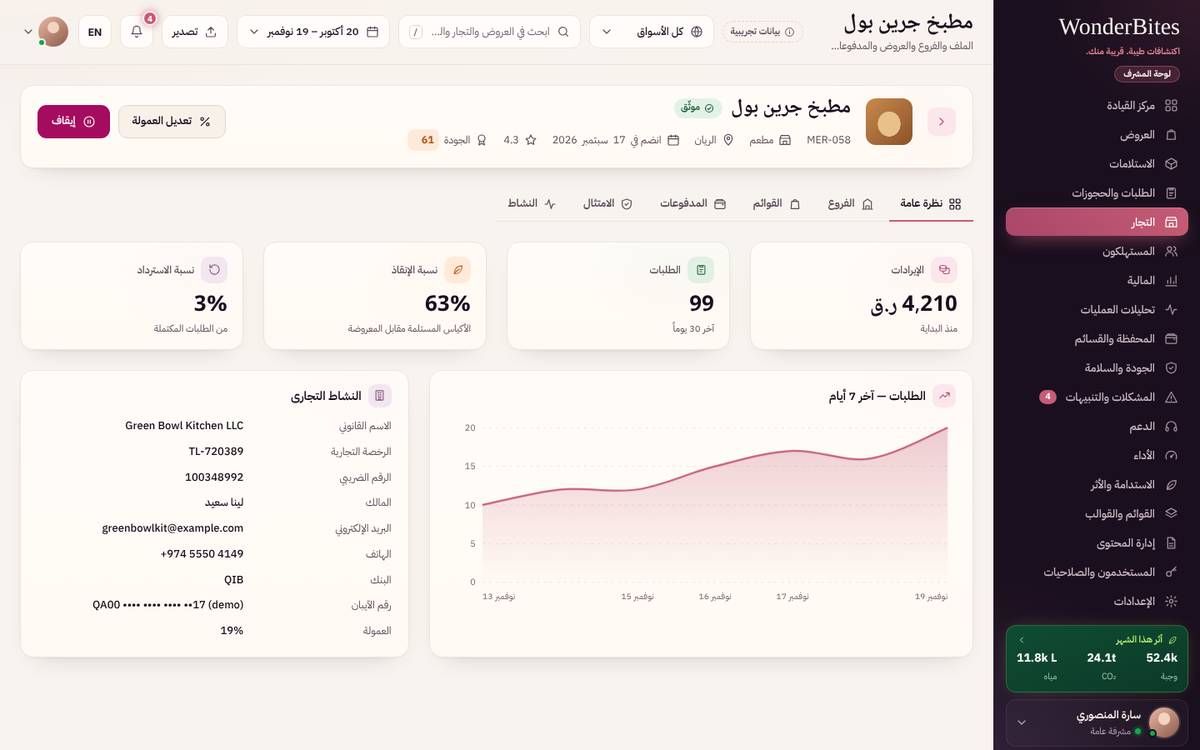 WonderBites
اكتشافات طيبة. قريبة منك.
لوحة المشرف
مركز القيادة
العروض
الاستلامات
الطلبات والحجوزات
التجار
المستهلكون
المالية
تحليلات العمليات
المحفظة والقسائم
الجودة والسلامة
المشكلات والتنبيهات 4
الدعم
الأداء
الاستدامة والأثر
القوائم والقوالب
إدارة المحتوى
المستخدمون والصلاحيات
الإعدادات
أثر هذا الشهر
52.4k 24.1t 11.8k L
وجبة CO₂ مياه
سارة المنصوري
مشرفة عامة
مطبخ جرين بول
الملف والفروع والعروض والمدفوعا...
بيانات تجريبية
كل الأسواق
ابحث في العروض والتجار والـ... /
20 أكتوبر – 19 نوفمبر
تصدير
4
EN
مطبخ جرين بول موثّق
MER-058 مطعم الريان انضم في 17 سبتمبر 2026 4.3 الجودة 61
تعديل العمولة
إيقاف
نظرة عامة الفروع القوائم المدفوعات الامتثال النشاط
الإيرادات
4,210 ر.ق
منذ البداية
الطلبات
99
آخر 30 يوماً
نسبة الإنقاذ
63%
الأكياس المستلمة مقابل المعروضة
نسبة الاسترداد
3%
من الطلبات المكتملة
الطلبات — آخر 7 أيام
20
15
10
5
0
13 نوفمبر 15 نوفمبر 16 نوفمبر 17 نوفمبر 19 نوفمبر
النشاط التجاري
الاسم القانوني Green Bowl Kitchen LLC
الرخصة التجارية TL-720389
الرقم الضريبي 100348992
المالك لينا سعيد
البريد الإلكتروني greenbowlkit@example.com
الهاتف +974 5550 4149
البنك QIB
رقم الآيبان QA00 •••• •••• •••• ••17 (demo)
العمولة 19%